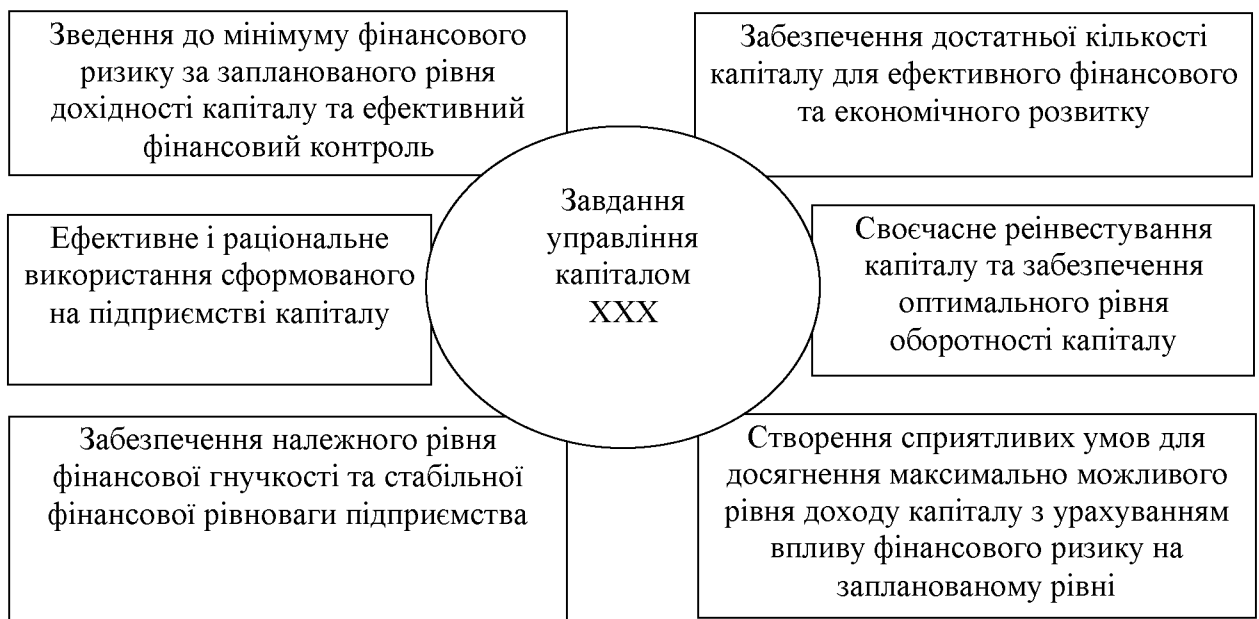 Зведення до мінімуму фінансового
ризику за запланованого рівня
дохідності капіталу та ефективний
фінансовий контроль
Забезпечення достатньої кількості
капіталу для ефективного фінансового
та економічного розвитку
Завдання
управління
капіталом
ХХХ
Ефективне і раціональне
використання сформованого
на підприємстві капіталу
Своєчасне реінвестування
капіталу та забезпечення
оптимального рівня
оборотності капіталу
Забезпечення належного рівня
фінансової гнучкості та стабільної
фінансової рівноваги підприємства
Створення сприятливих умов для
досягнення максимально можливого
рівня доходу капіталу з урахуванням
впливу фінансового ризику на
запланованому рівні